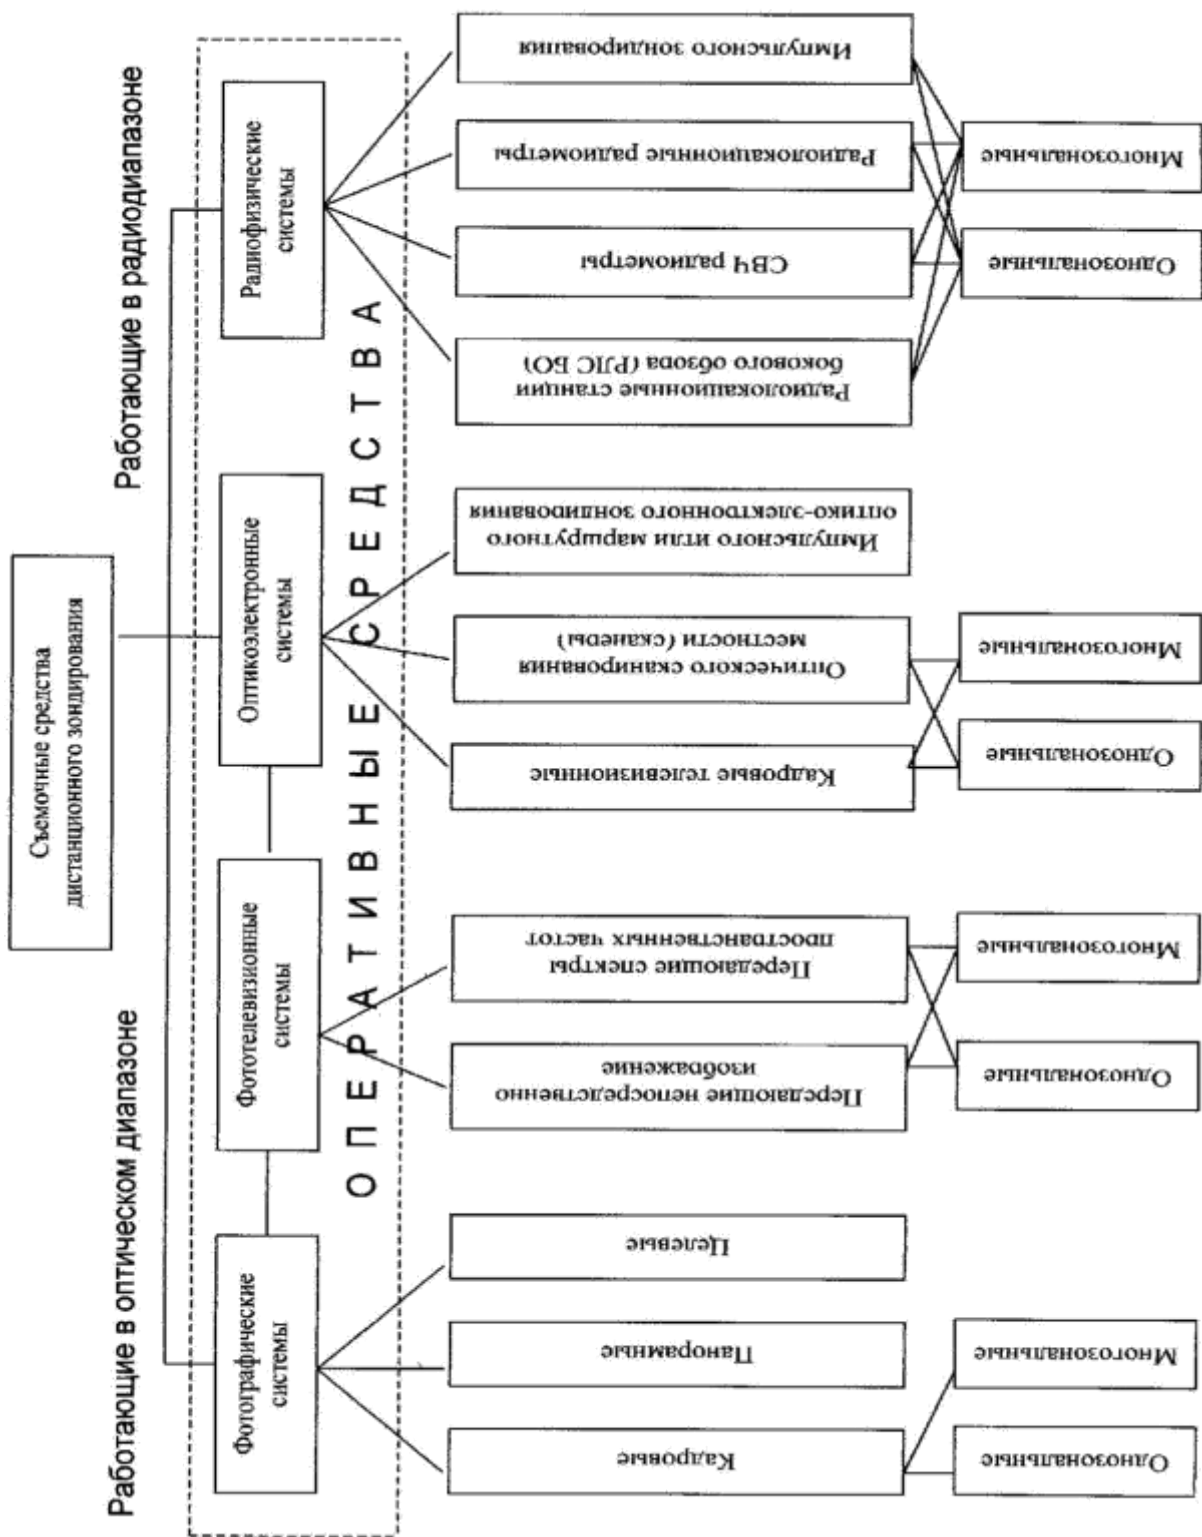 Съемочные средства
дистанционного зондирования
Работающие в оптическом диапазоне
Работающие в радиодиапазоне
Фотографические
системы
Фототелевизионные
системы
Оптикоэлектронные
системы
Радиофизические
системы
ОПЕРАТИВНЫЕ СРЕДСТВА
Кадровые
Панорамные
Целевые
Передающие непосредственно
изображение
Передающие спектры
пространственных частот
Кадровые телевизионные
Оптического сканирования
местности (сканеры)
Импульсного итли маршрутного
оптико-электронного зондирования
Радиолокационные станции
бокового обзора (РЛС БО)
СВЧ радиометры
Радиолокационные радиометры
Импульсного зондирования
Однозональные
Многозональные
Однозональные
Многозональные
Однозональные
Многозональные
Однозональные
Многозональные